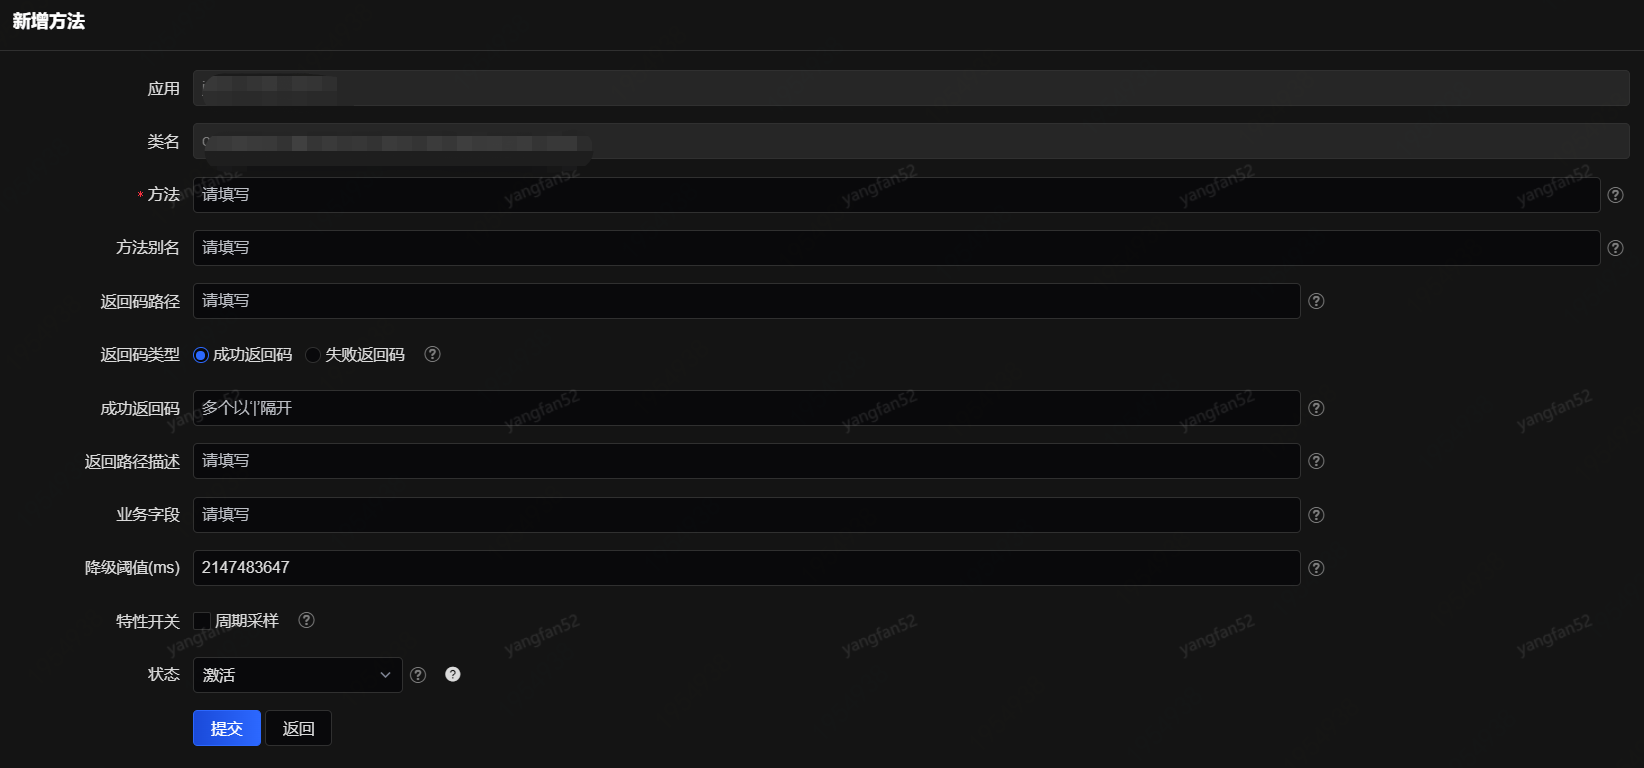 新增方法
应用
类名
* 方法 请填写
方法别名 请填写
返回码路径 请填写
返回码类型 成功返回码 失败返回码
成功返回码 多个以'|'隔开
返回路径描述 请填写
业务字段 请填写
降级阈值(ms) 2147483647
特性开关 周期采样
状态 激活
提交 返回
yangfan52 yangfan52 yangfan52 yangfan52 yangfan52
yangfan52 yangfan52 yangfan52 yangfan52 yangfan52
yangfan52 yangfan52 yangfan52 yangfan52 yangfan52